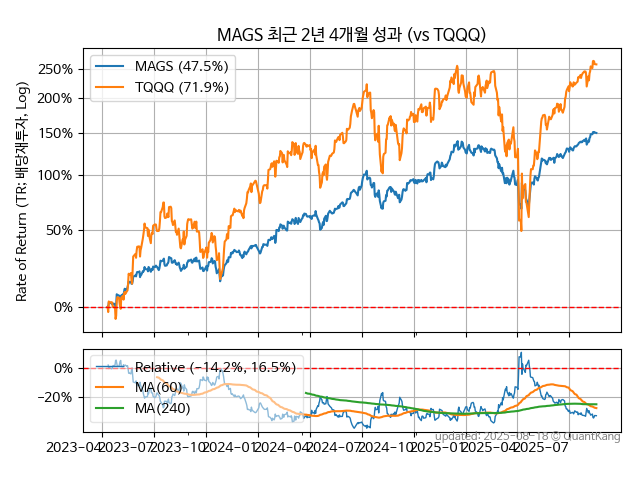 MAGS 최근 2년 4개월 성과 (vs TQQQ)
Rate of Return (TR: 배당재투자, Log)
250%
200%
150%
100%
50%
0%
MAGS (47.5%)
TQQQ (71.9%)
0%
−20%
Relative (−14.2%, 16.5%)
MA(60)
MA(240)
2023-04
2023-07
2023-10
2024-01
2024-04
2024-07
2024-10
2025-01
2025-04
2025-07
updated: 2025-08-18 © QuantKang